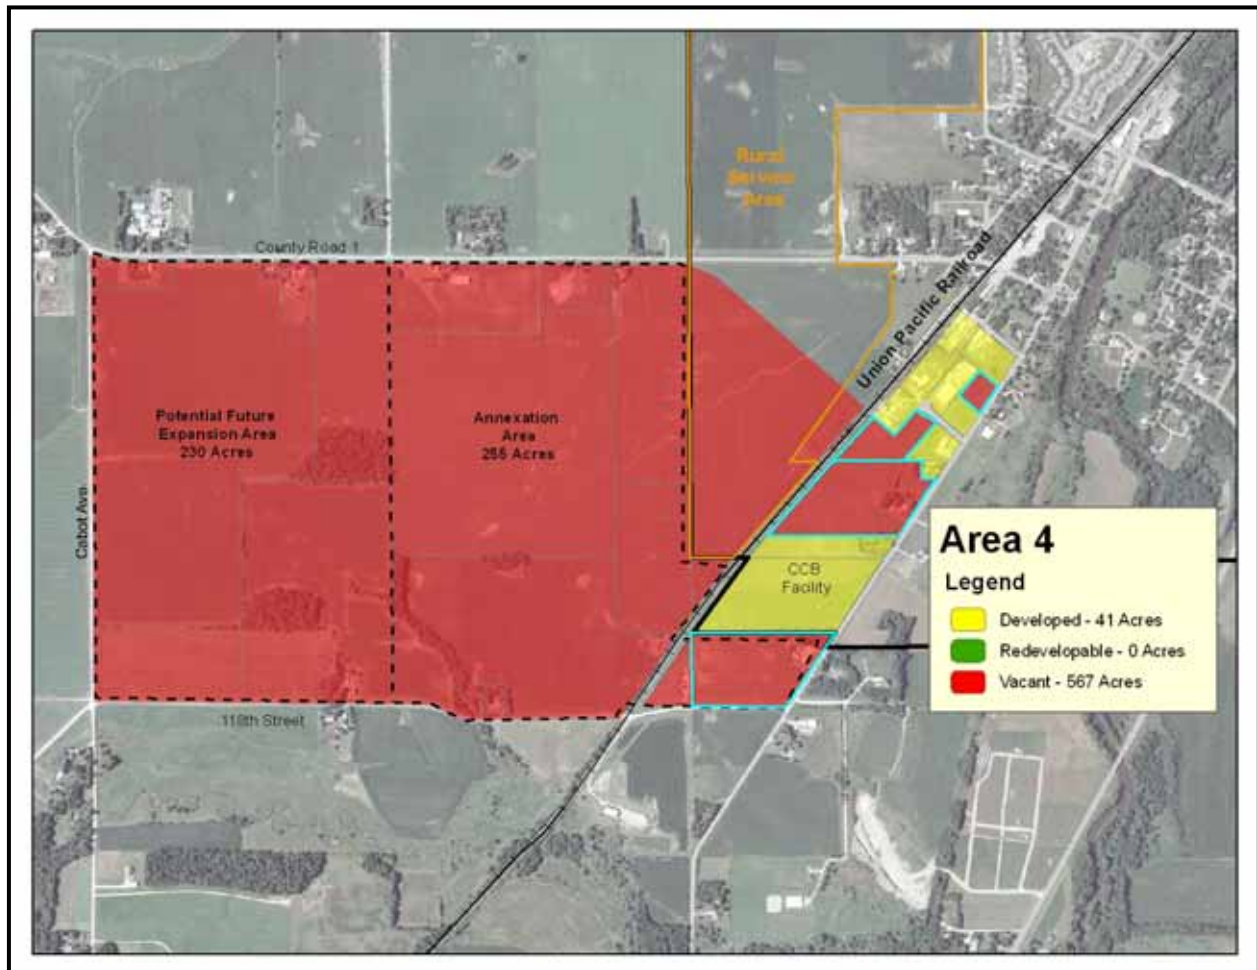 Rural
Service
Area
County Road 1
Union Pacific Railroad
Potential Future
Expansion Area
230 Acres
Annexation
Area
255 Acres
Cabot Ave
CCB
Facility
118th Street
Area 4
Legend
Developed - 41 Acres
Redevelopable - 0 Acres
Vacant - 567 Acres